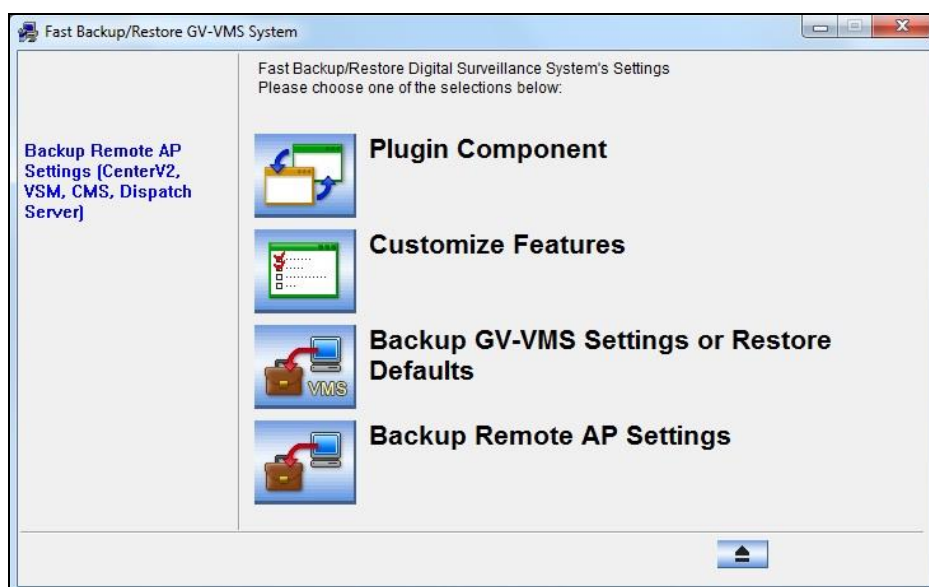 Fast Backup/Restore GV-VMS System
Fast Backup/Restore Digital Surveillance System's Settings
Please choose one of the selections below:
Backup Remote AP
Settings (CenterV2,
VSM, CMS, Dispatch
Server)
Plugin Component
Customize Features
Backup GV-VMS Settings or Restore
Defaults
VMS
Backup Remote AP Settings